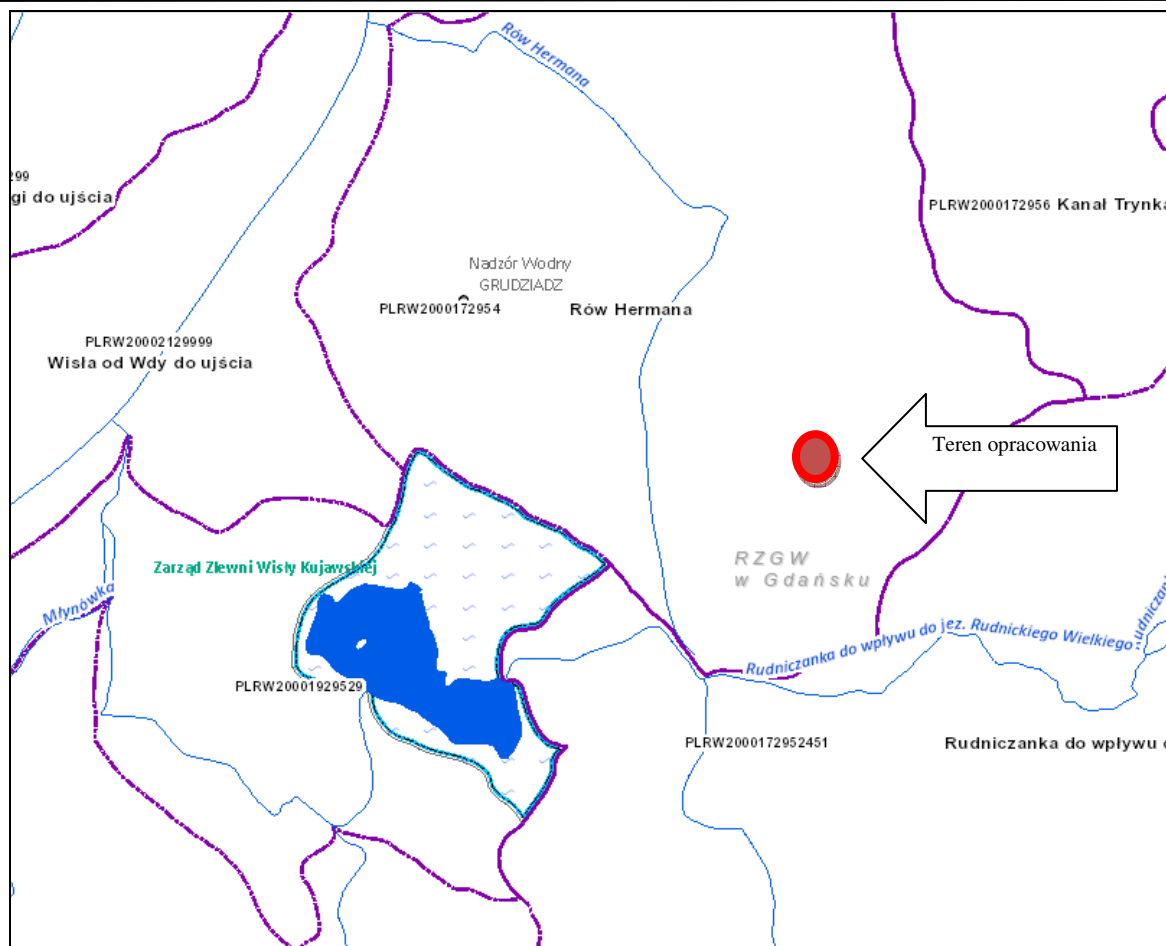 Rów Hermana
299
gi do ujścia
PLRW2000172956 Kanał Trynka
Nadzór Wodny
GRUDZIADZ
PLRW2000172954
Rów Hermana
PLRW20002129999
Wisła od Wdy do ujścia
Teren opracowania
Zarząd Zlewni Wisły Kujawskiej
RZGW
w Gdańsku
Młynówka
Rudniczanka do wpływu do jez. Rudnickiego Wielkiego
udniczan
PLRW20001929529
PLRW2000172952451
Rudniczanka do wpływu d